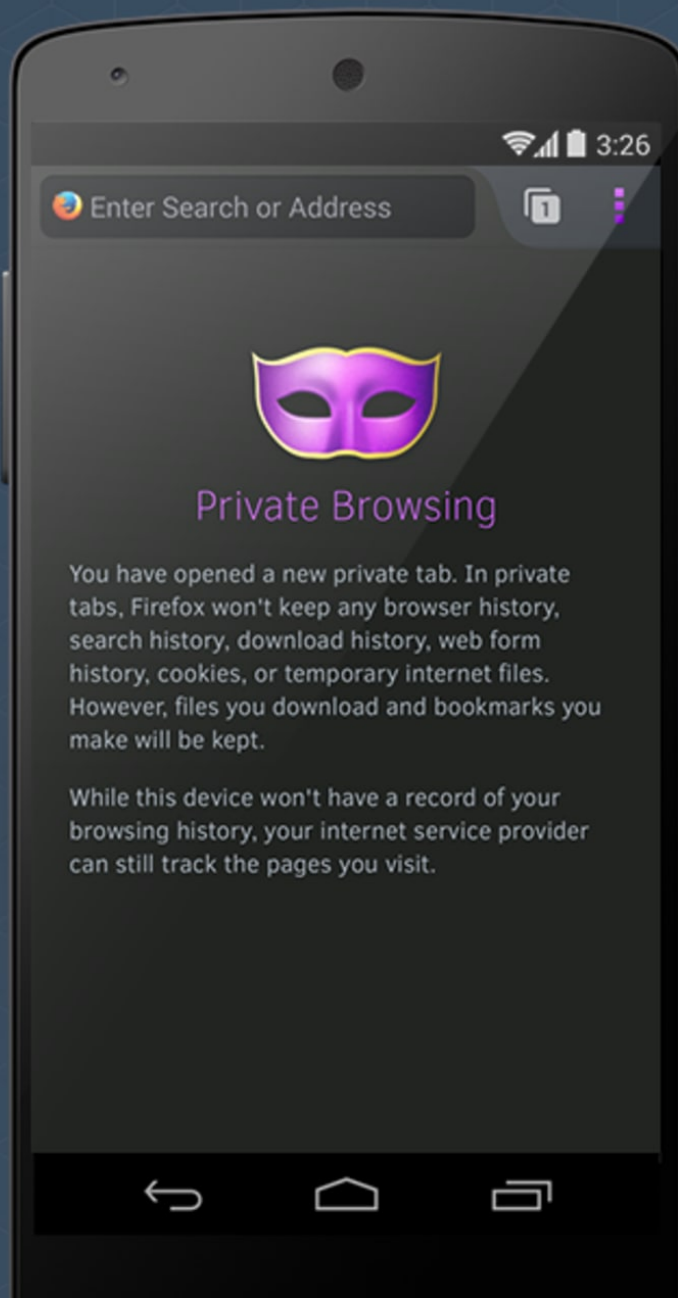 3:26
Enter Search or Address
1
Private Browsing
You have opened a new private tab. In private
tabs, Firefox won't keep any browser history,
search history, download history, web form
history, cookies, or temporary internet files.
However, files you download and bookmarks you
make will be kept.
While this device won't have a record of your
browsing history, your internet service provider
can still track the pages you visit.